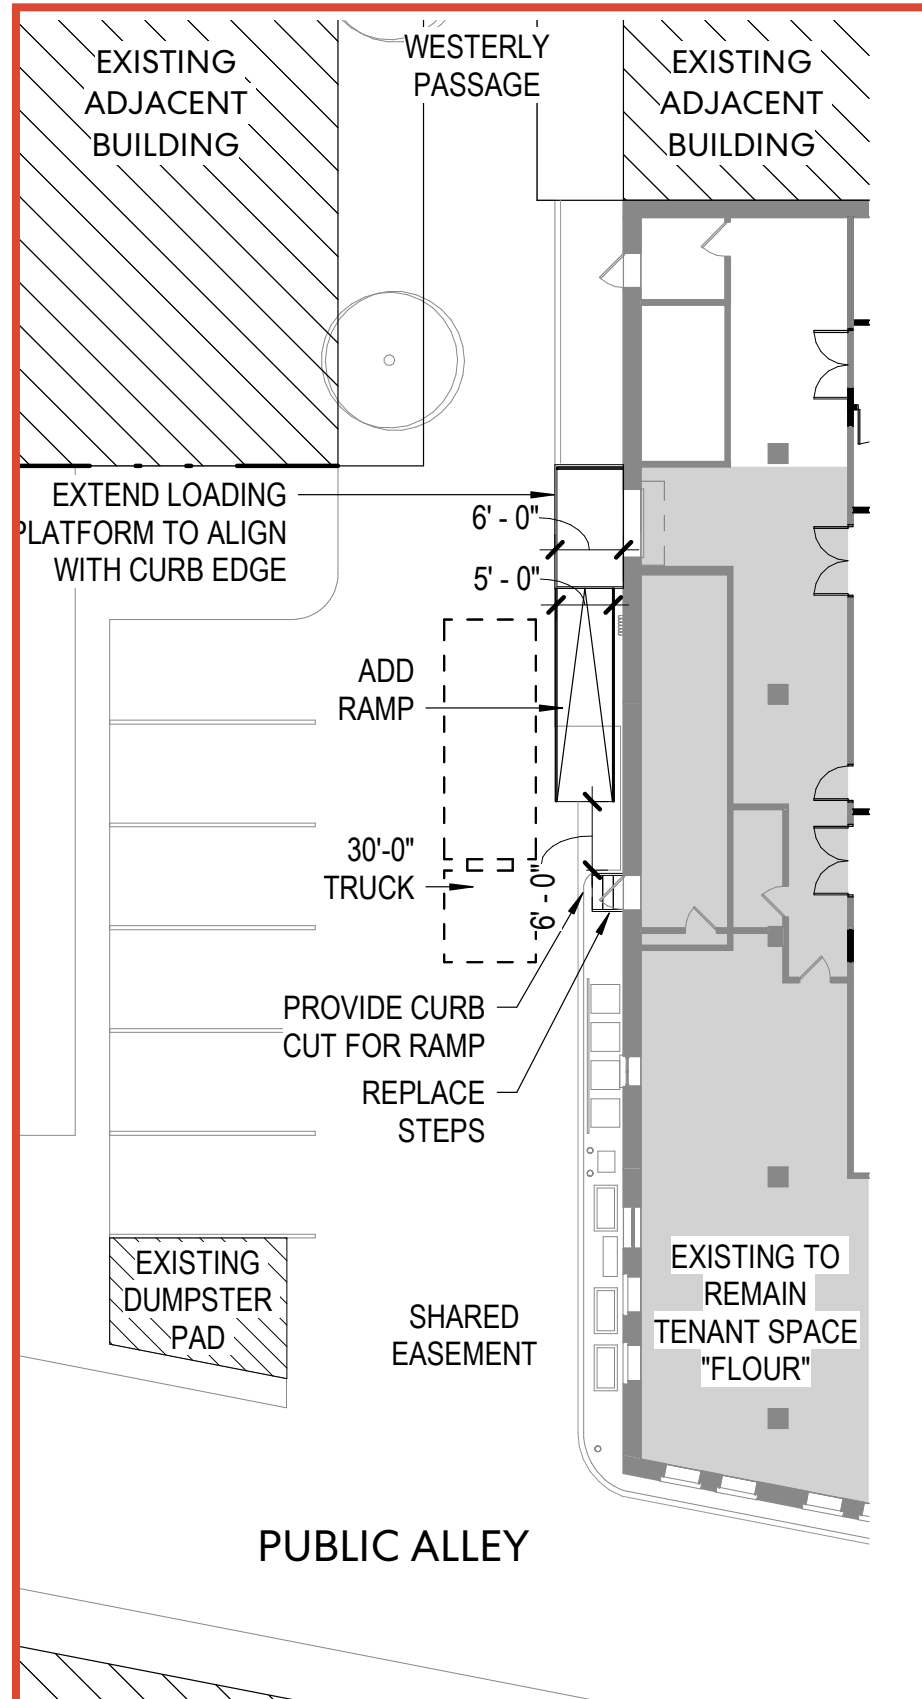 EXISTING
ADJACENT
BUILDING
WESTERLY
PASSAGE
EXISTING
ADJACENT
BUILDING
EXTEND LOADING
PLATFORM TO ALIGN
WITH CURB EDGE
6' - 0"
5' - 0"
ADD
RAMP
30'-0"
TRUCK
6' - 0"
PROVIDE CURB
CUT FOR RAMP
REPLACE
STEPS
EXISTING
DUMPSTER
PAD
SHARED
EASEMENT
EXISTING TO
REMAIN
TENANT SPACE
"FLOUR"
PUBLIC ALLEY